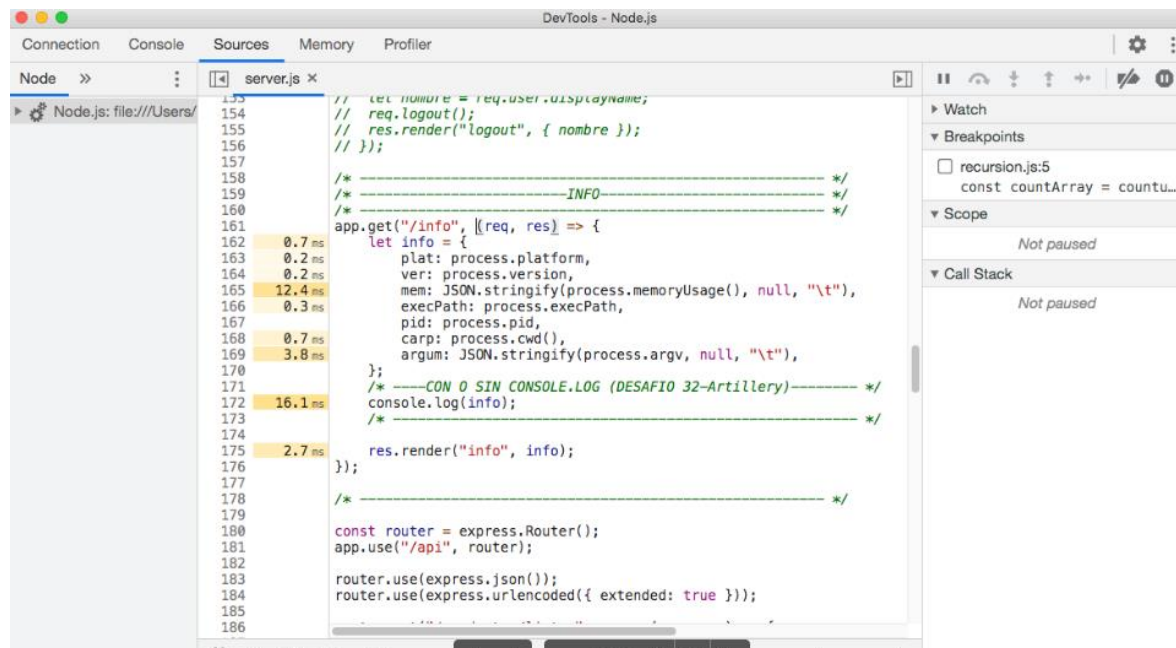 DevTools - Node.js
Connection Console Sources Memory Profiler
Node » server.js ×
Node.js: file:///Users/
153 // let nombre = req.user.displayName;
154 // req.logout();
155 // res.render("logout", { nombre });
156 // });
157
158 /* ---------------------------------------------------------- */
159 /* --------------------------INFO---------------------------- */
160 /* ---------------------------------------------------------- */
161 app.get("/info", (req, res) => {
162 0.7 ms let info = {
163 0.2 ms plat: process.platform,
164 0.2 ms ver: process.version,
165 12.4 ms mem: JSON.stringify(process.memoryUsage(), null, "\t"),
166 0.3 ms execPath: process.execPath,
167 pid: process.pid,
168 0.7 ms carp: process.cwd(),
169 3.8 ms argum: JSON.stringify(process.argv, null, "\t"),
170 };
171 /* ----CON O SIN CONSOLE.LOG (DESAFIO 32-Artillery)-------- */
172 16.1 ms console.log(info);
173 /* ---------------------------------------------------------- */
174
175 2.7 ms res.render("info", info);
176 });
177
178 /* ---------------------------------------------------------- */
179
180 const router = express.Router();
181 app.use("/api", router);
182
183 router.use(express.json());
184 router.use(express.urlencoded({ extended: true }));
185
186
Watch
Breakpoints
recursion.js:5
const countArray = countu…
Scope
Not paused
Call Stack
Not paused